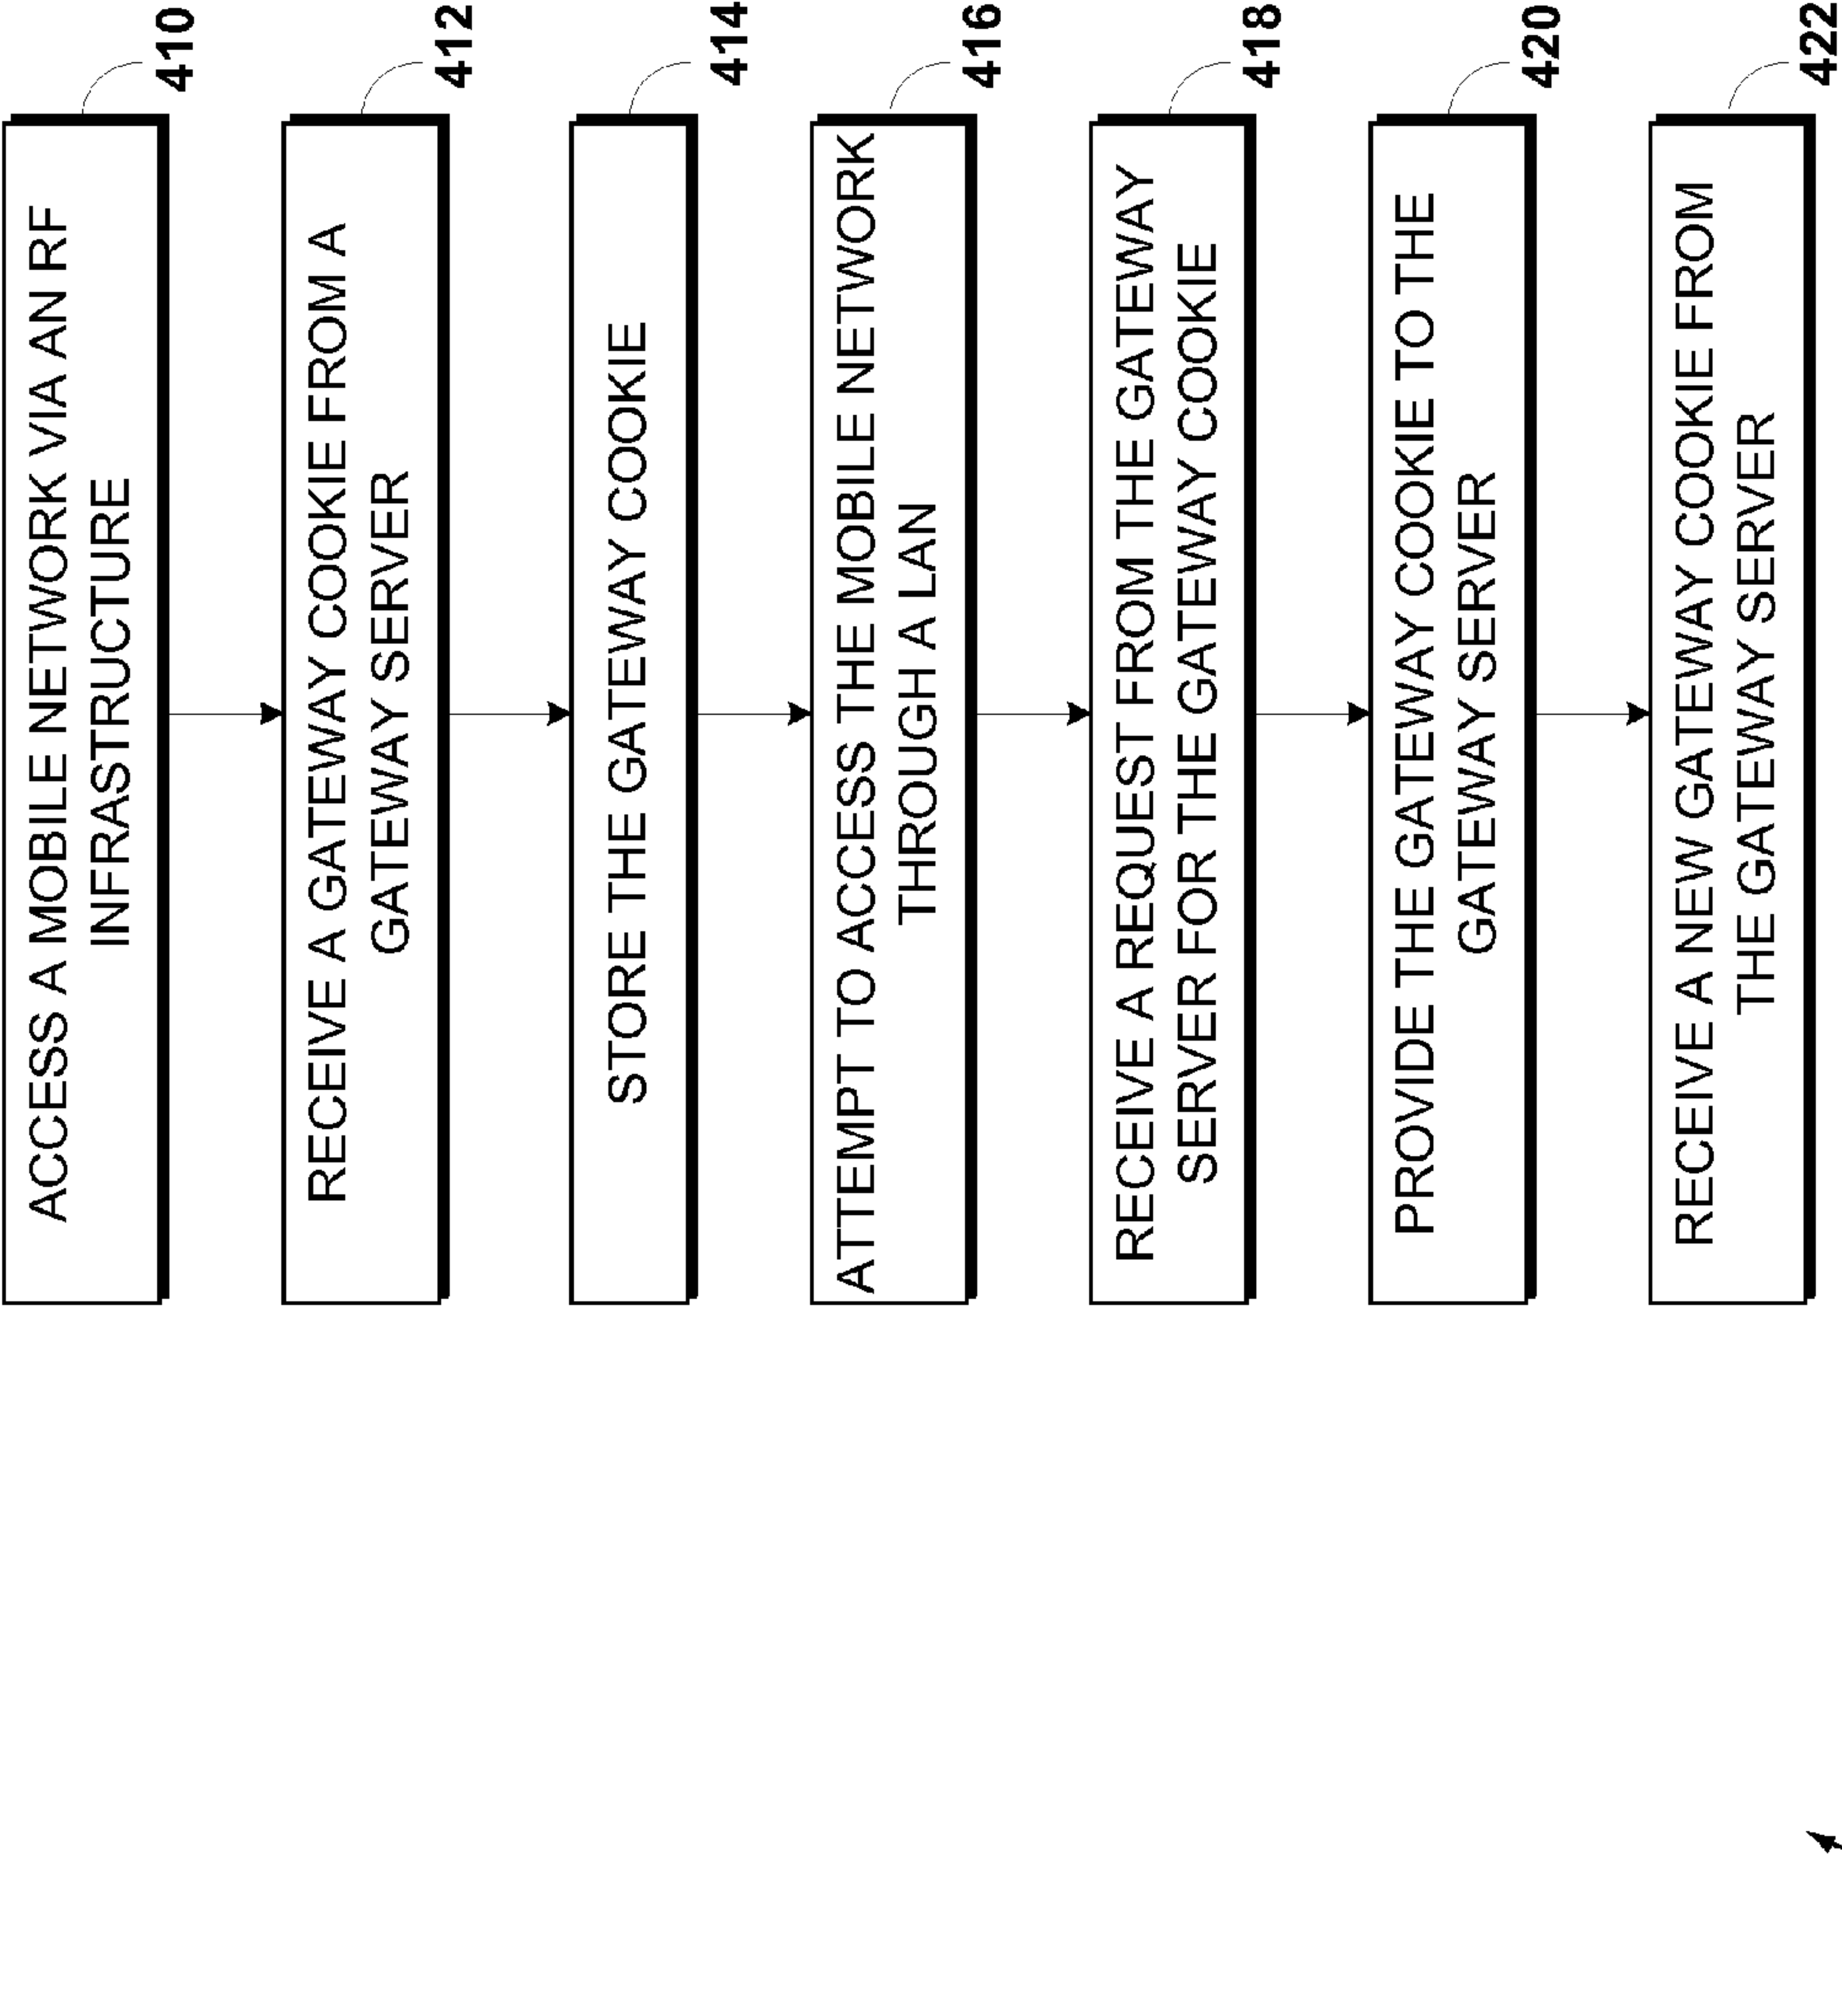 ACCESS A MOBILE NETWORK VIA AN RF
INFRASTRUCTURE
410
RECEIVE A GATEWAY COOKIE FROM A
GATEWAY SERVER
412
STORE THE GATEWAY COOKIE
414
ATTEMPT TO ACCESS THE MOBILE NETWORK
THROUGH A LAN
416
RECEIVE A REQUEST FROM THE GATEWAY
SERVER FOR THE GATEWAY COOKIE
418
PROVIDE THE GATEWAY COOKIE TO THE
GATEWAY SERVER
420
RECEIVE A NEW GATEWAY COOKIE FROM
THE GATEWAY SERVER
422